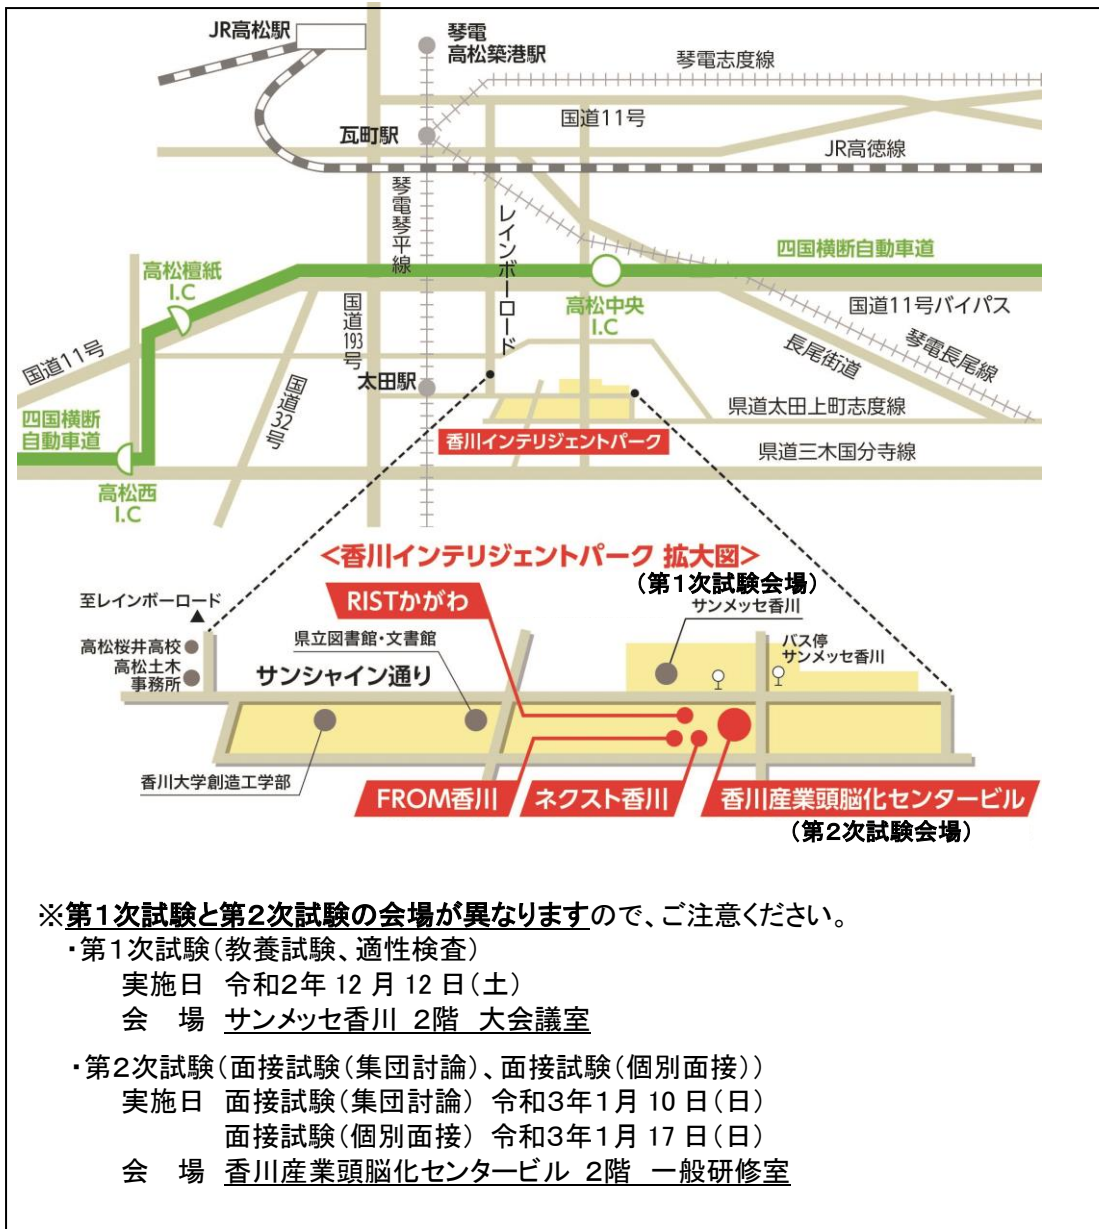 JR高松駅
琴電
高松築港駅
琴電志度線
国道11号
瓦町駅
JR高徳線
琴電琴平線
レインボーロード
四国横断自動車道
高松檀紙
I.C
高松中央
I.C
国道193号
国道11号バイパス
国道11号
長尾街道
琴電長尾線
太田駅
国道32号
県道太田上町志度線
四国横断
自動車道
香川インテリジェントパーク
県道三木国分寺線
高松西
I.C
<香川インテリジェントパーク 拡大図>
(第1次試験会場)
RISTかがわ
サンメッセ香川
至レインボーロード
高松桜井高校
高松土木
事務所
県立図書館・文書館
サンシャイン通り
バス停
サンメッセ香川
香川大学創造工学部
FROM香川
ネクスト香川
香川産業頭脳化センタービル
(第2次試験会場)
※第1次試験と第2次試験の会場が異なりますので、ご注意ください。
・第1次試験(教養試験、適性検査)
実施日 令和2年 12 月 12 日(土)
会 場 サンメッセ香川 2階 大会議室
・第2次試験(面接試験(集団討論)、面接試験(個別面接))
実施日 面接試験(集団討論) 令和3年1月 10 日(日)
面接試験(個別面接) 令和3年1月 17 日(日)
会 場 香川産業頭脳化センタービル 2階 一般研修室